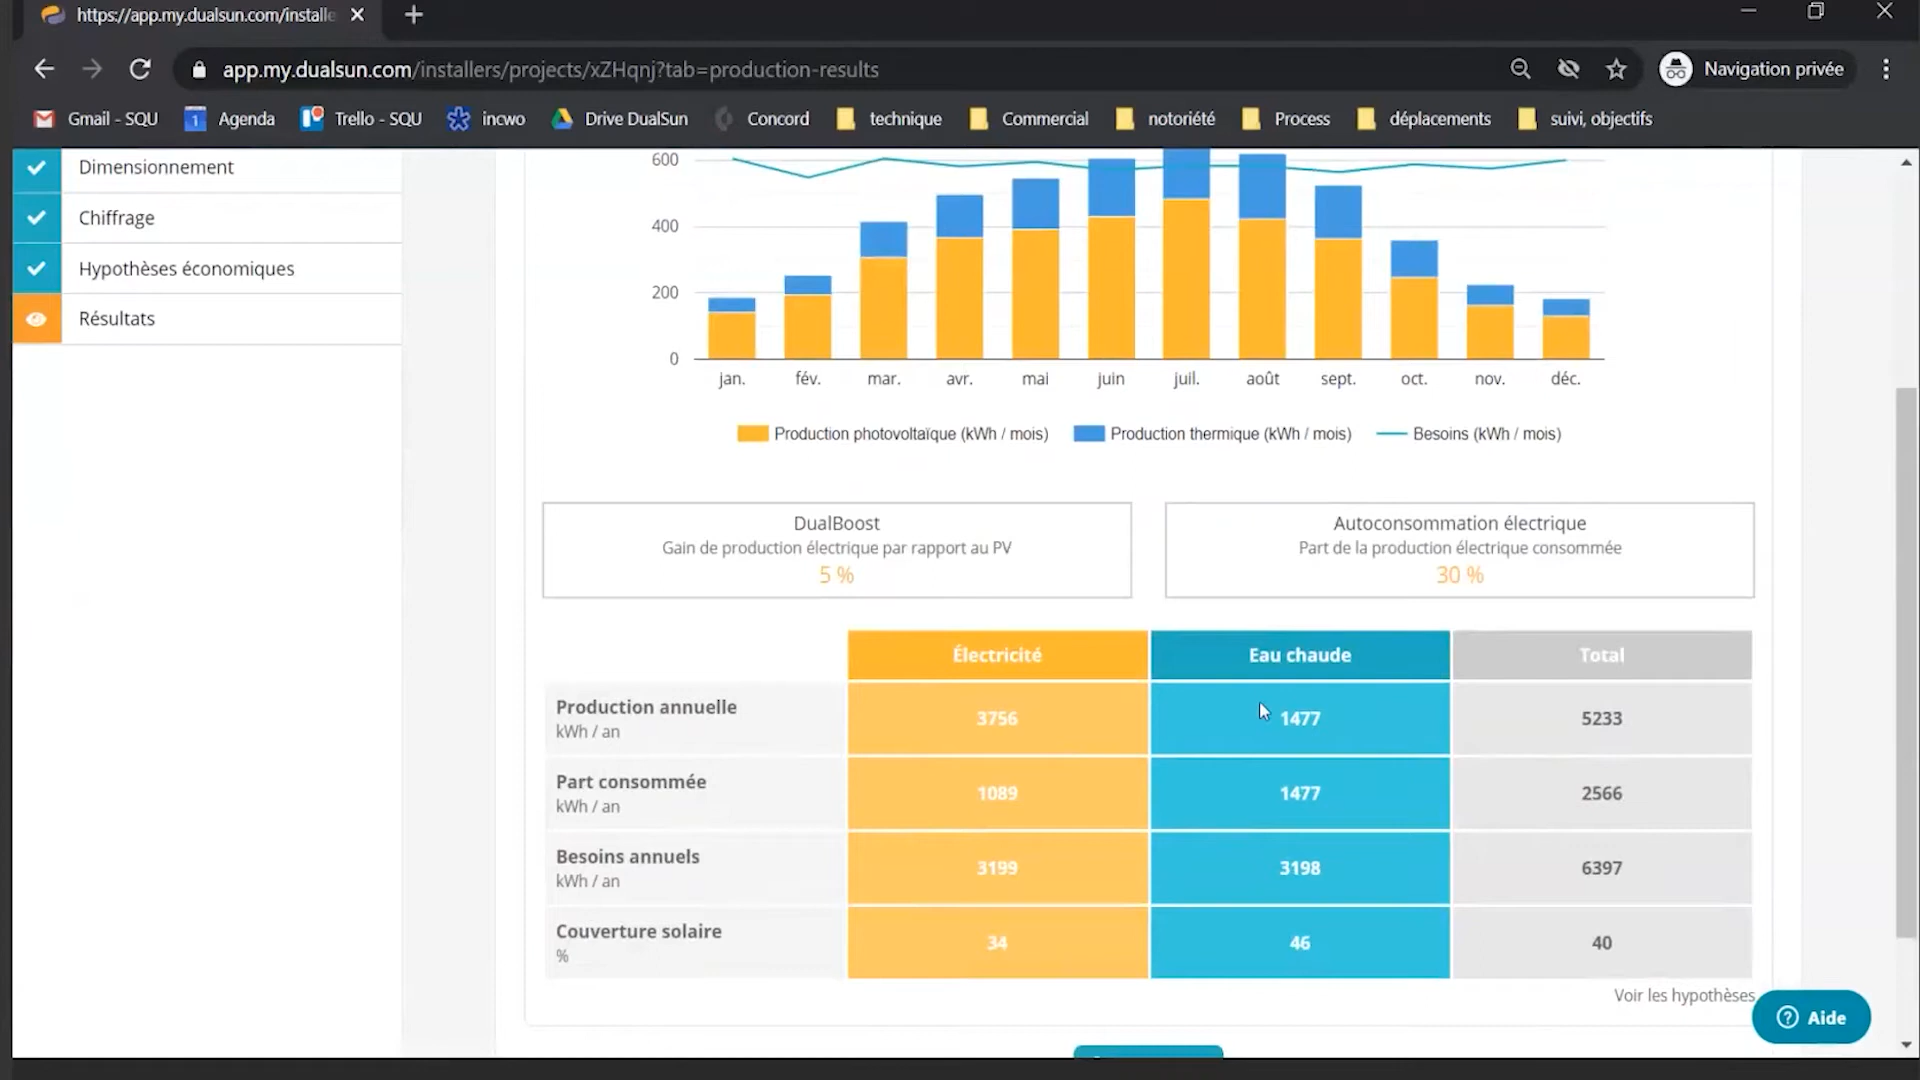 https://app.my.dualsun.com/installe
app.my.dualsun.com/installers/projects/xZHqnj?tab=production-results
Navigation privée
Gmail - SQU
1 Agenda
Trello - SQU
incwo
Drive DualSun
Concord
technique
Commercial
notoriété
Process
déplacements
suivi, objectifs
Dimensionnement
Chiffrage
Hypothèses économiques
Résultats
600
400
200
0
jan. fév. mar. avr. mai juin juil. août sept. oct. nov. déc.
Production photovoltaïque (kWh / mois) Production thermique (kWh / mois) Besoins (kWh / mois)
DualBoost
Gain de production électrique par rapport au PV
5 %
Autoconsommation électrique
Part de la production électrique consommée
30 %
Électricité Eau chaude Total
Production annuelle
kWh / an
3756 1477 5233
Part consommée
kWh / an
1089 1477 2566
Besoins annuels
kWh / an
3199 3198 6397
Couverture solaire
%
34 46 40
Voir les hypothèses
? Aide